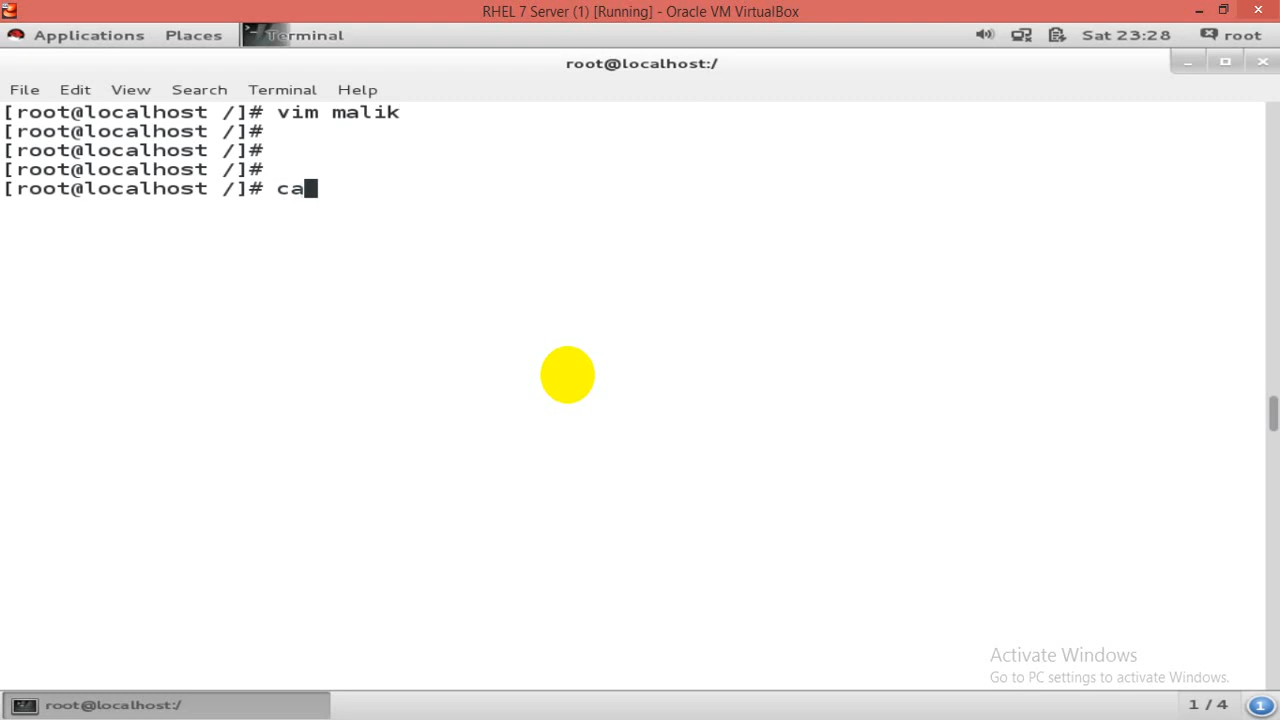 RHEL 7 Server (1) [Running] - Oracle VM VirtualBox
Applications Places Terminal Sat 23:28 root
root@localhost:/
File Edit View Search Terminal Help
[root@localhost /]# vim malik
[root@localhost /]#
[root@localhost /]#
[root@localhost /]#
[root@localhost /]# ca
Activate Windows
Go to PC settings to activate Windows.
root@localhost:/ 1 / 4 1